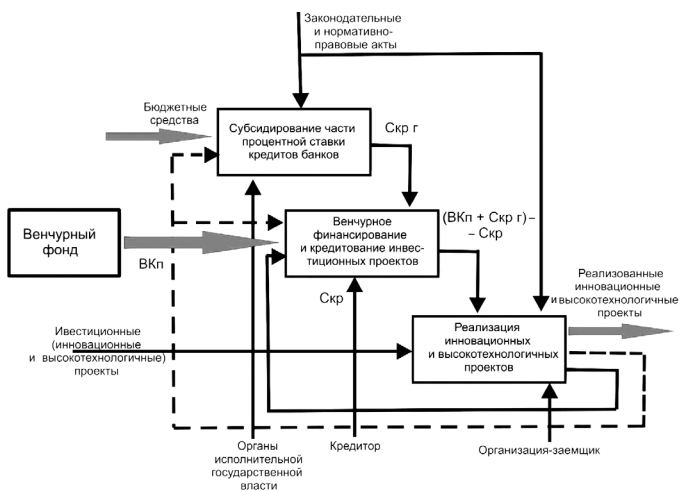 Законодательные
и нормативно-
правовые акты
Бюджетные
средства
Субсидирование части
процентной ставки
кредитов банков
Скр г
Венчурный
фонд
ВКп
Венчурное
финансирование
и кредитование инвес-
тиционных проектов
(ВКп + Скр г) –
– Скр
Скр
Реализованные
инновационные
и высокотехнологичные
проекты
Ивестиционные
(инновационные
и высокотехнологичные)
проекты
Реализация
инновационных
и высокотехнологичных
проектов
Органы
исполнительной
государственной
власти
Кредитор
Организация-заемщик